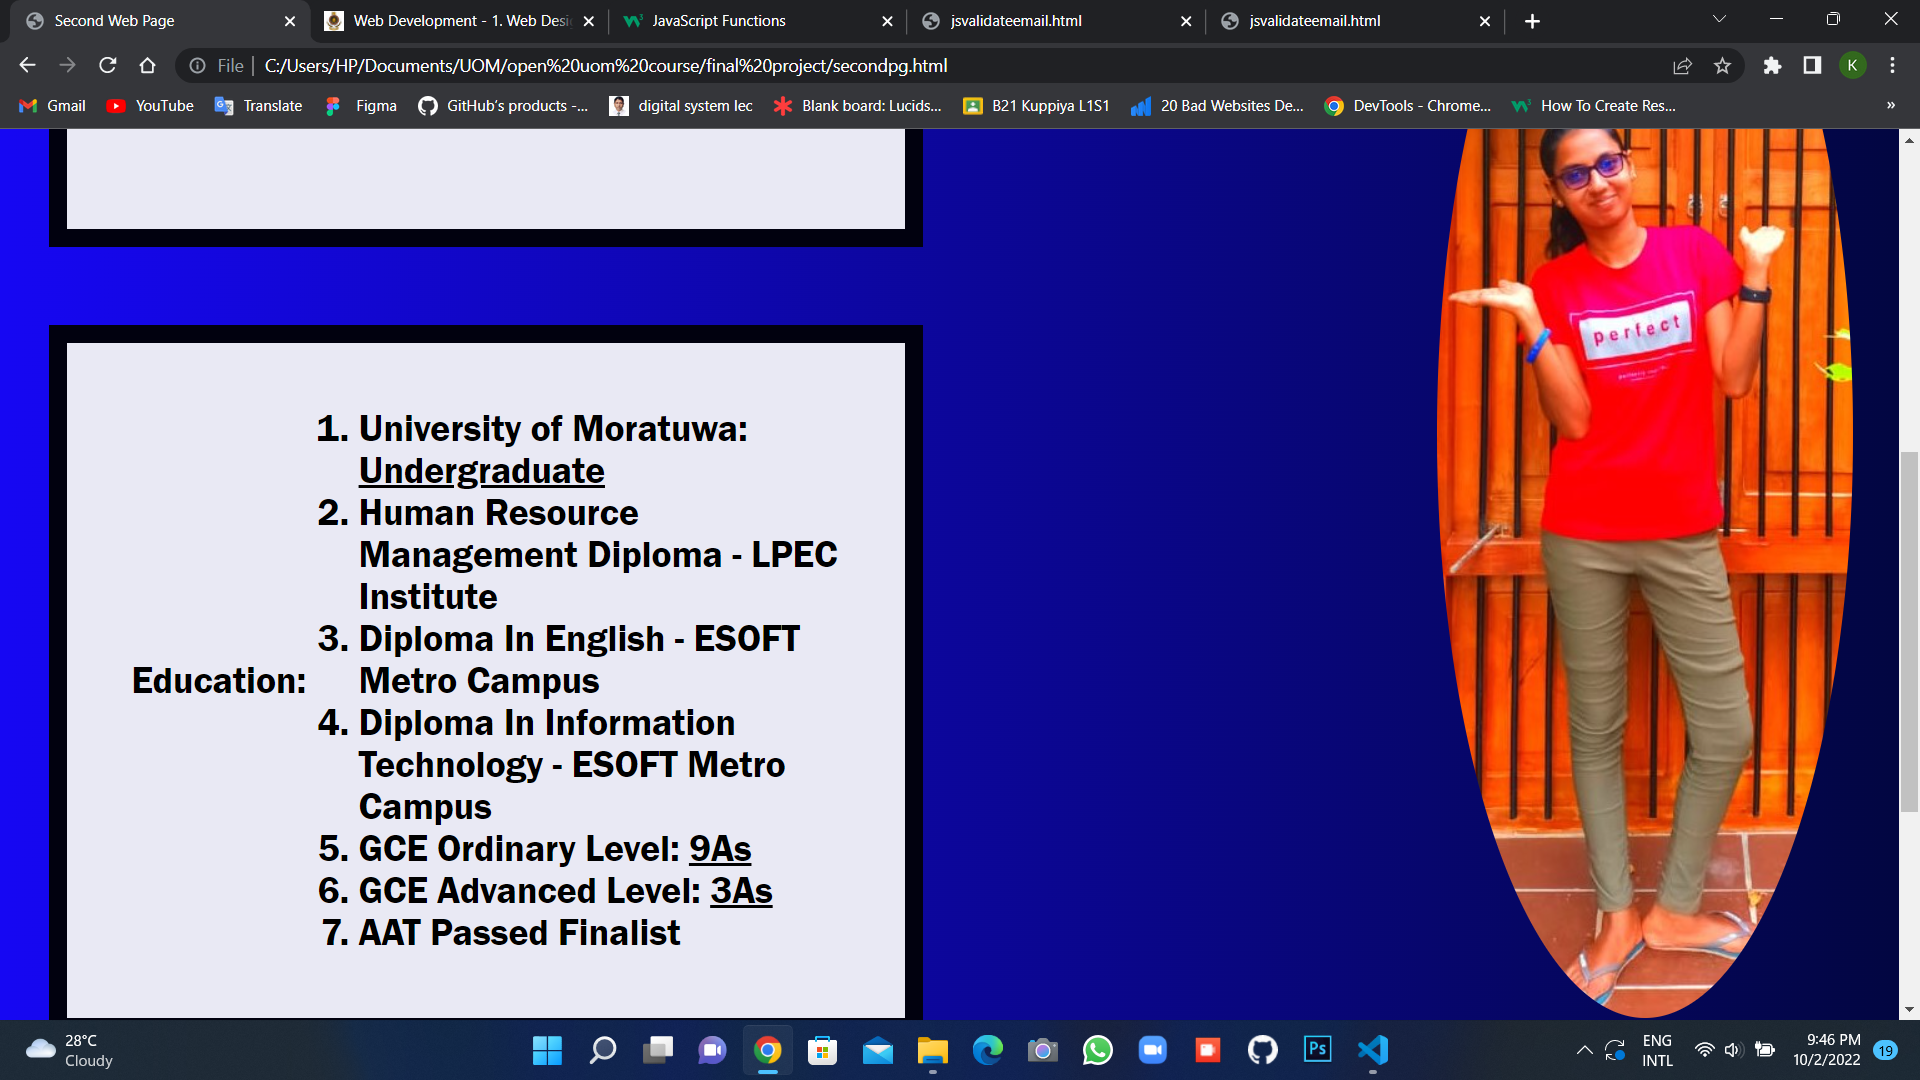 Second Web Page
Web Development - 1. Web Desi
JavaScript Functions
jsvalidateemail.html
jsvalidateemail.html
File
C:/Users/HP/Documents/UOM/open%20uom%20course/final%20project/secondpg.html
K
Gmail
YouTube
Translate
Figma
GitHub's products -...
digital system lec
Blank board: Lucids...
B21 Kuppiya L1S1
20 Bad Websites De...
DevTools - Chrome...
How To Create Res...
»
perfect
Education:
1. University of Moratuwa:
Undergraduate
2. Human Resource
Management Diploma - LPEC
Institute
3. Diploma In English - ESOFT
Metro Campus
4. Diploma In Information
Technology - ESOFT Metro
Campus
5. GCE Ordinary Level: 9As
6. GCE Advanced Level: 3As
7. AAT Passed Finalist
28°C
Cloudy
Ps
ENG
INTL
9:46 PM
10/2/2022
19